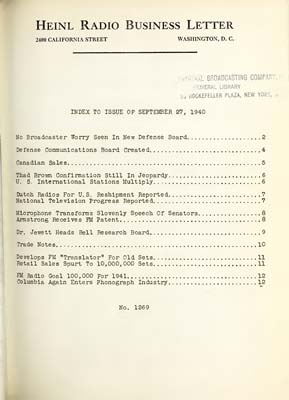 HEINL RADIO BUSINESS LETTER
2400 CALIFORNIA STREET WASHINGTON, D. C.
NATIONAL BROADCASTING COMPANY
GENERAL LIBRARY
ROCKEFELLER PLAZA, NEW YORK,
INDEX TO ISSUE OF SEPTEMBER 27, 1940
No Broadcaster Worry Seen In New Defense Board..................2
Defense Communications Board Created............................4
Canadian Sales..................................................5
Thad Brown Confirmation Still In Jeopardy.......................6
U. S. International Stations Multiply...........................6
Dutch Radios For U.S. Reshipment Reported.......................7
National Television Progress Reported...........................7
Microphone Transforms Slovenly Speech Of Senators...............8
Armstrong Receives FM Patent....................................8
Dr. Jewett Heads Bell Research Board............................9
Trade Notes....................................................10
Develops FM "Translator" For Old Sets..........................11
Retail Sales Spurt To 10,000,000 Sets..........................11
FM Radio Goal 100,000 For 1941.................................12
Columbia Again Enters Phonograph Industry......................12
No. 1269